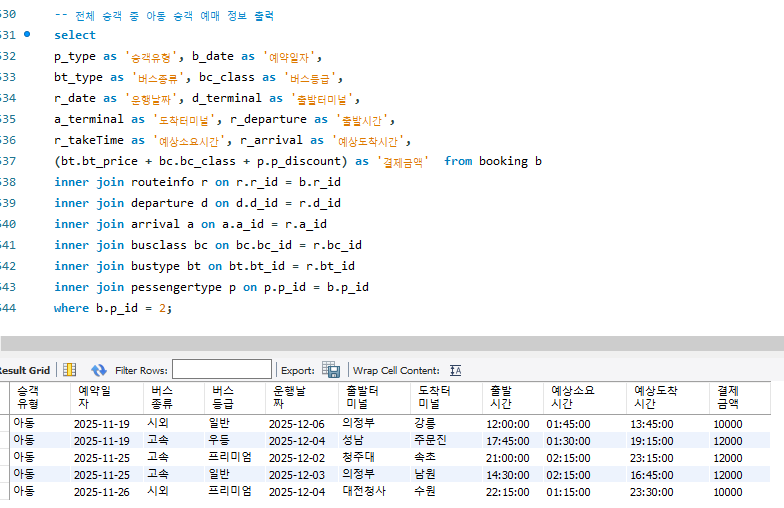 530 -- 전체 승객 중 아동 승객 예매 정보 출력
531 select
532 p_type as '승객유형', b_date as '예약일자',
533 bt_type as '버스종류', bc_class as '버스등급',
534 r_date as '운행날짜', d_terminal as '출발터미널',
535 a_terminal as '도착터미널', r_departure as '출발시간',
536 r_takeTime as '예상소요시간', r_arrival as '예상도착시간',
537 (bt.bt_price + bc.bc_class + p.p_discount) as '결제금액' from booking b
538 inner join routeinfo r on r.r_id = b.r_id
539 inner join departure d on d.d_id = r.d_id
540 inner join arrival a on a.a_id = r.a_id
541 inner join busclass bc on bc.bc_id = r.bc_id
542 inner join bustype bt on bt.bt_id = r.bt_id
543 inner join pessengertype p on p.p_id = b.p_id
544 where b.p_id = 2;
Result Grid Filter Rows: Export: Wrap Cell Content: IA
승객 예약일 버스 버스 운행날 출발터 도착터 출발 예상소요 예상도착 결제
유형 자 종류 등급 짜 미널 미널 시간 시간 시간 금액
아동 2025-11-19 시외 일반 2025-12-06 의정부 강릉 12:00:00 01:45:00 13:45:00 10000
아동 2025-11-19 고속 우등 2025-12-04 성남 주문진 17:45:00 01:30:00 19:15:00 12000
아동 2025-11-25 고속 프리미엄 2025-12-02 청주대 속초 21:00:00 02:15:00 23:15:00 12000
아동 2025-11-25 고속 일반 2025-12-03 의정부 남원 14:30:00 02:15:00 16:45:00 12000
아동 2025-11-26 시외 프리미엄 2025-12-04 대전청사 수원 22:15:00 01:15:00 23:30:00 10000